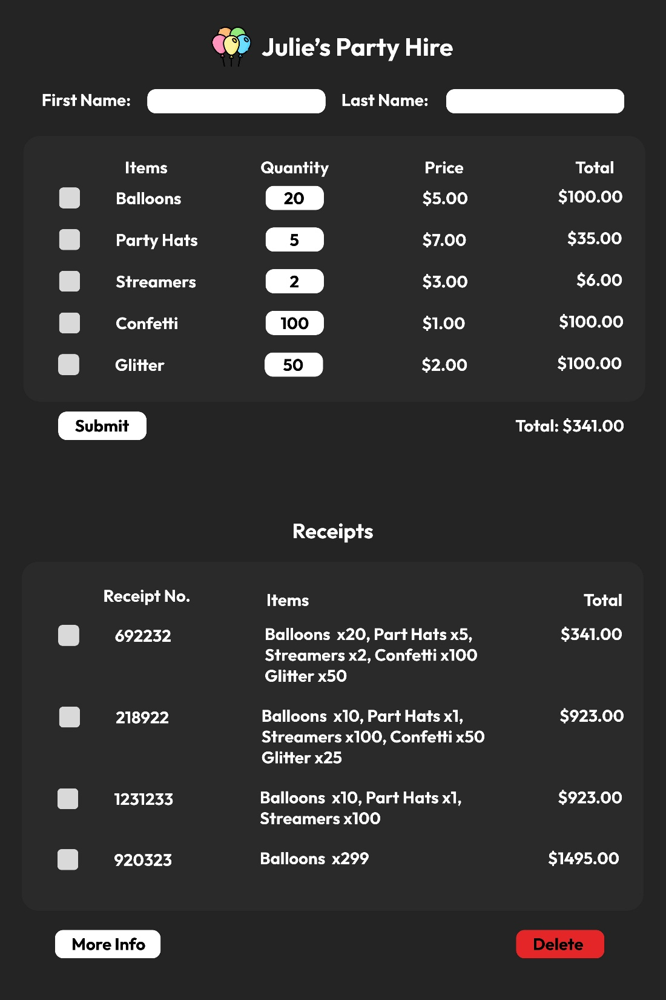 Julie's Party Hire
First Name: Last Name:
Items Quantity Price Total
Balloons 20 $5.00 $100.00
Party Hats 5 $7.00 $35.00
Streamers 2 $3.00 $6.00
Confetti 100 $1.00 $100.00
Glitter 50 $2.00 $100.00
Submit Total: $341.00
Receipts
Receipt No. Items Total
692232 Balloons  x20, Part Hats x5, $341.00
Streamers x2, Confetti x100
Glitter x50
218922 Balloons  x10, Part Hats x1, $923.00
Streamers x100, Confetti x50
Glitter x25
1231233 Balloons  x10, Part Hats x1, $923.00
Streamers x100
920323 Balloons  x299 $1495.00
More Info Delete